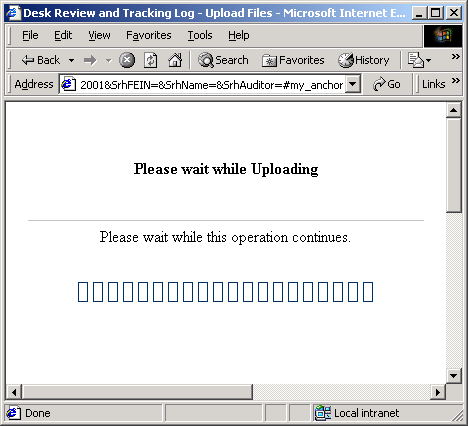 Desk Review and Tracking Log - Upload Files - Microsoft Internet E...
File Edit View Favorites Tools Help
Back Search Favorites History
Address 2001&SrhFEIN=&SrhName=&SrhAuditor=#my_anchor Go Links »
Please wait while Uploading
Please wait while this operation continues.
Done Local intranet